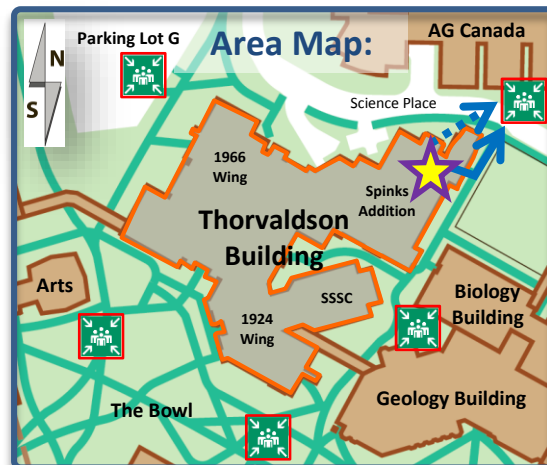 Area Map:
Parking Lot G
AG Canada
N
S
Science Place
1966
Wing
Spinks
Addition
Thorvaldson
Building
Arts
SSSC
Biology
Building
1924
Wing
The Bowl
Geology Building